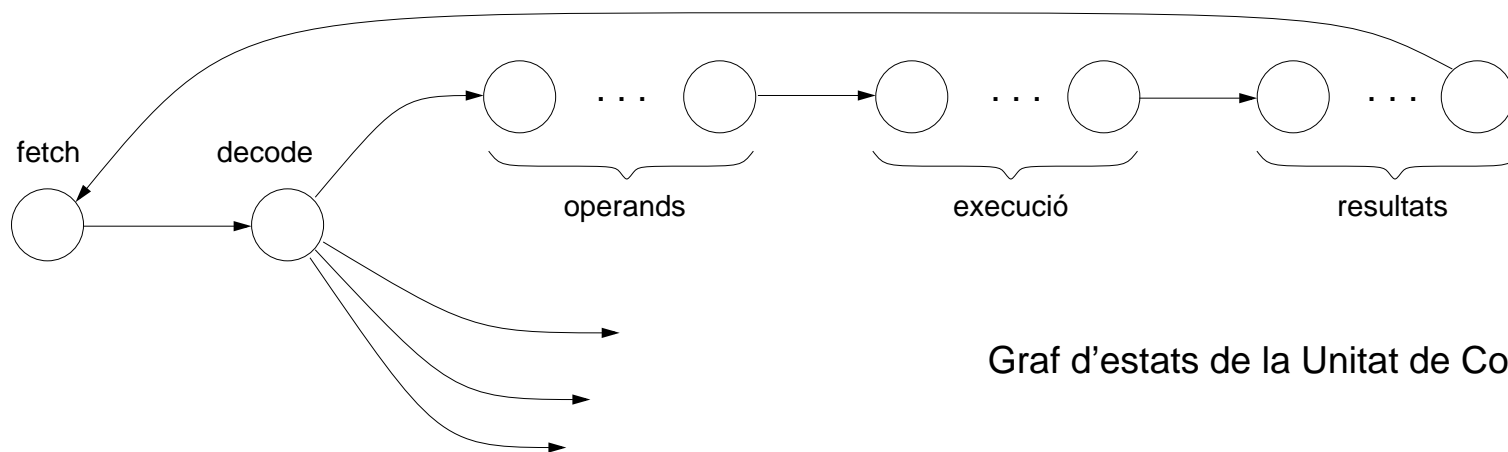 fetch
decode
. . .
. . .
. . .
operands
execució
resultats
Graf d'estats de la Unitat de Co